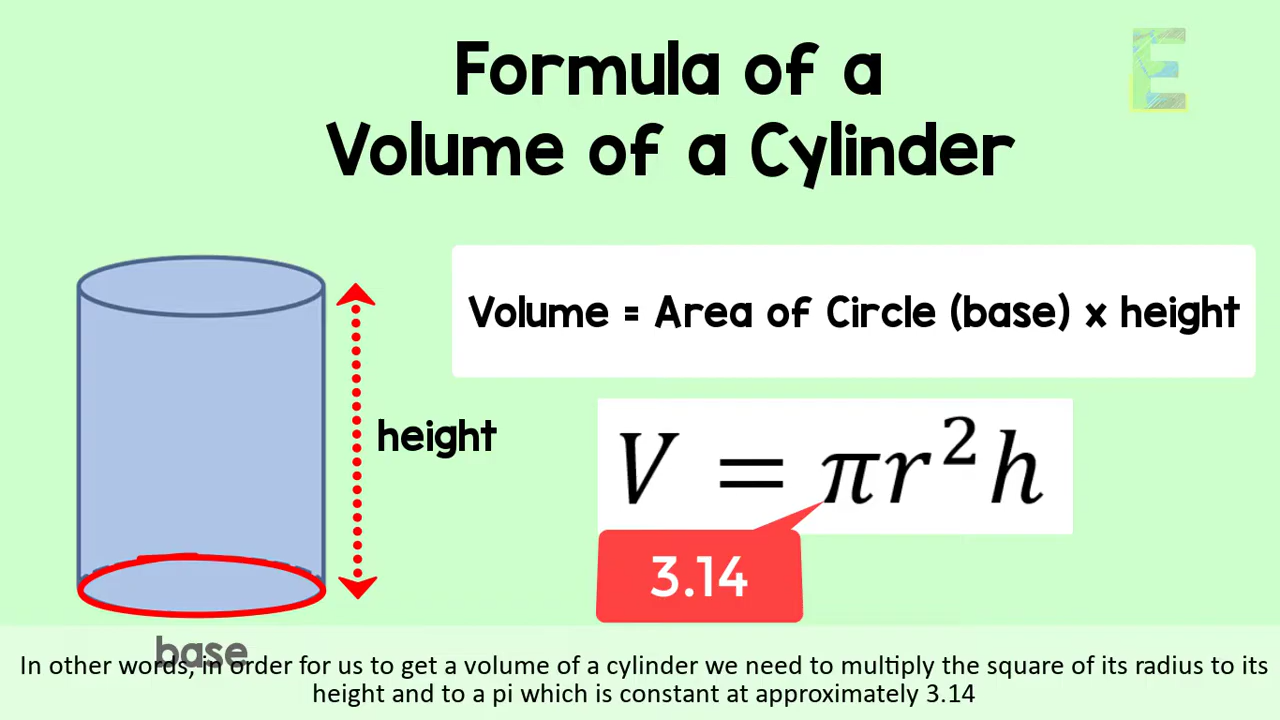 E
Formula of a
Volume of a Cylinder
Volume = Area of Circle (base) x height
height
V = πr²h
3.14
base
In other words, in order for us to get a volume of a cylinder we need to multiply the square of its radius to its
height and to a pi which is constant at approximately 3.14